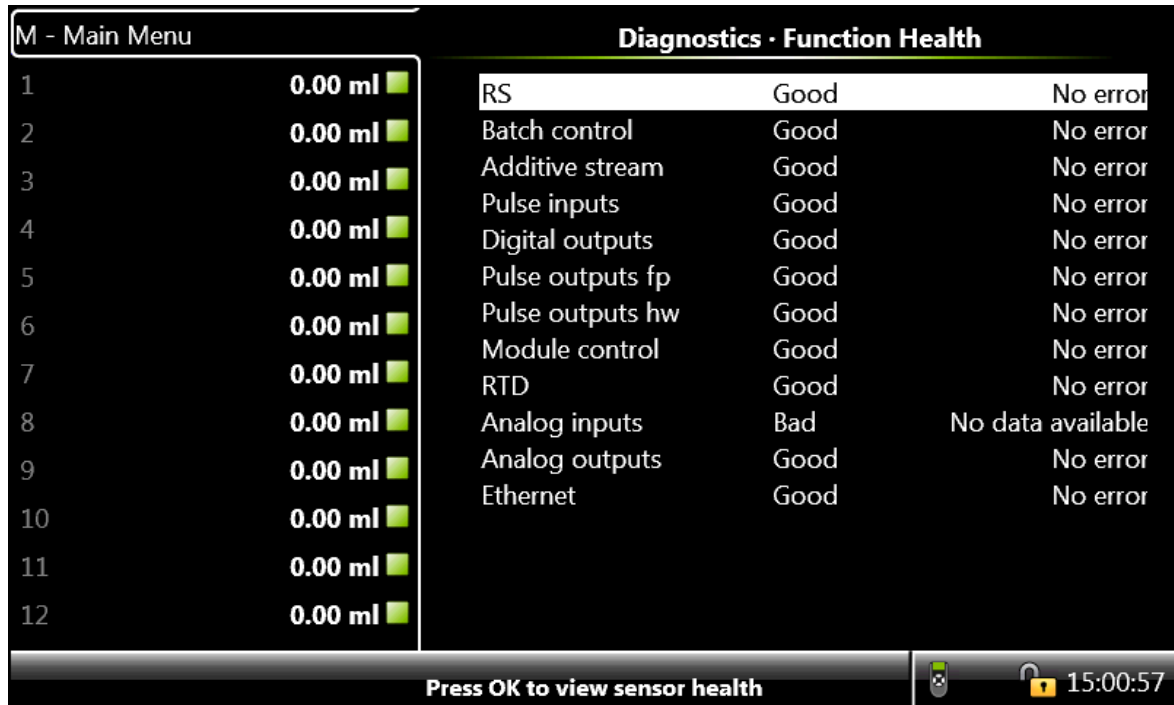 M - Main Menu
1 0.00 ml
2 0.00 ml
3 0.00 ml
4 0.00 ml
5 0.00 ml
6 0.00 ml
7 0.00 ml
8 0.00 ml
9 0.00 ml
10 0.00 ml
11 0.00 ml
12 0.00 ml
Diagnostics · Function Health
RS Good No error
Batch control Good No error
Additive stream Good No error
Pulse inputs Good No error
Digital outputs Good No error
Pulse outputs fp Good No error
Pulse outputs hw Good No error
Module control Good No error
RTD Good No error
Analog inputs Bad No data available
Analog outputs Good No error
Ethernet Good No error
Press OK to view sensor health
15:00:57